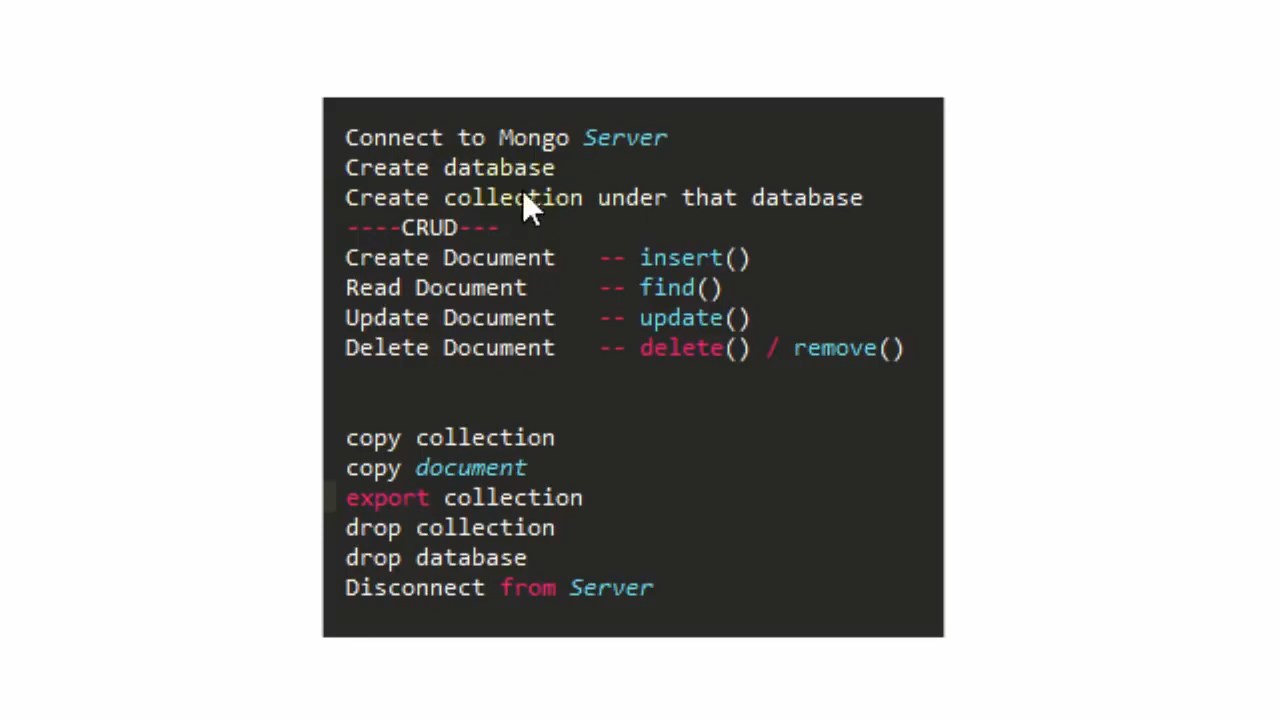 Connect to Mongo Server
Create database
Create collection under that database
----CRUD---
Create Document -- insert()
Read Document -- find()
Update Document -- update()
Delete Document -- delete() / remove()
copy collection
copy document
export collection
drop collection
drop database
Disconnect from Server